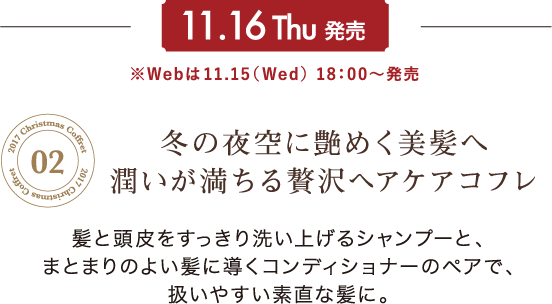 11.16 Thu 発売
※Webは11.15（Wed） 18：00〜発売
2017 Christmas Coffret
02
2017 Christmas Coffret
冬の夜空に艶めく美髪へ
潤いが満ちる贅沢ヘアケアコフレ
髪と頭皮をすっきり洗い上げるシャンプーと、
まとまりのよい髪に導くコンディショナーのペアで、
扱いやすい素直な髪に。